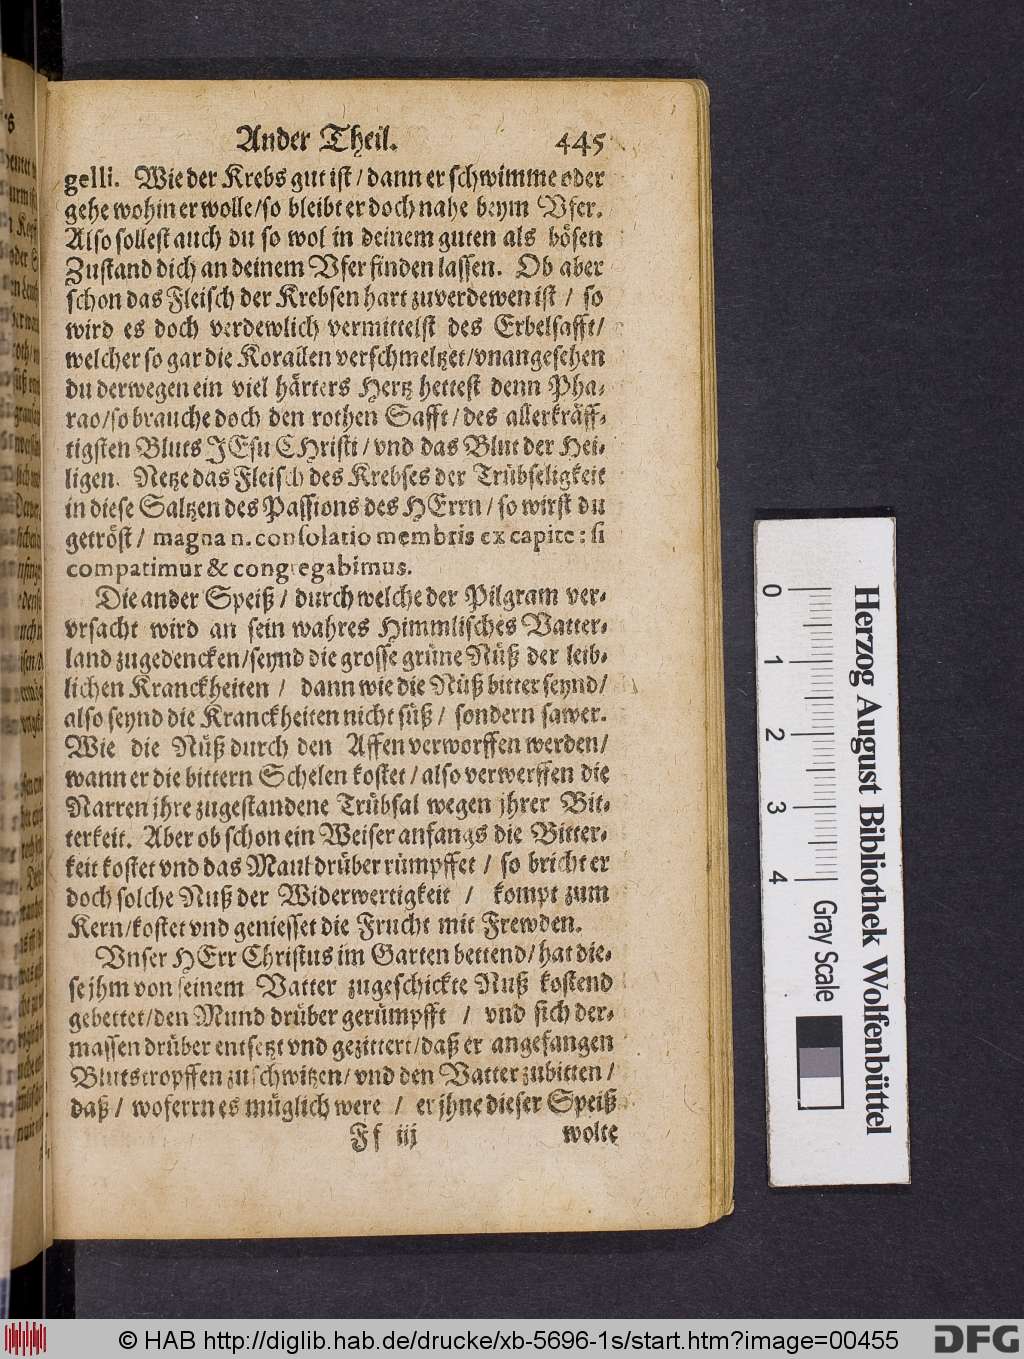 Ander Theil. 445
gelli. Wie der Krebs gut ist / dann er schwimme oder
gehe wohin er wolle / so bleibt er doch nahe beym Vfer.
Also sollest auch du so wol in deinem guten als bösen
Zustand dich an deinem Vfer finden lassen. Ob aber
schon das Fleisch der Krebsen hart zuverdewen ist / so
wird es doch verdewlich vermittelst des Erbelsafft /
welcher so gar die Korallen verschmeltzet / vnangesehen
du derwegen ein viel härters Hertz hettest denn Pha-
rao / so brauche doch den rothen Safft / des allerkräff-
tigsten Bluts JEsu CHristi / vnd das Blut der Hei-
ligen. Netze das Fleisch des Krebses der Trübseligkeit
in diese Saltzen des Passions des HErrn / so wirst du
getröst / magna n. consolatio membris ex capite : si
compatimur & congregabimus.
Die ander Speiß / durch welche der Pilgram ver-
vrsacht wird an sein wahres Himmlisches Vatter-
land zugedencken / seynd die grosse grüne Nüß der leib-
lichen Kranckheiten / dann wie die Nüß bitter seynd /
also seynd die Kranckheiten nicht süß / sondern sawer.
Wie die Nüß durch den Affen verworffen werden /
wann er die bittern Schelen kostet / also verwerffen die
Narren jhre zugestandene Trübsal wegen jhrer Bit-
terkeit. Aber ob schon ein Weiser anfangs die Bitter-
keit kostet vnd das Maul drüber rümpffet / so bricht er
doch solche Nuß der Widerwertigkeit / kompt zum
Kern / kostet vnd geniesset die Frucht mit Frewden.
Vnser HErr Christus im Garten bettend / hat die-
se jhm von seinem Vatter zugeschickte Nuß kostend
gebettet / den Mund drüber gerümpfft / vnd sich der-
massen drüber entsetzt vnd gezittert / daß er angefangen
Blutstropffen zu schwitzen / vnd den Vatter zubitten /
daß / woferrn es müglich were / er jhne dieser Speiß
Ff iij wolte
0 1 2 3 4
Gray Scale
Herzog August Bibliothek Wolfenbüttel
© HAB http://diglib.hab.de/drucke/xb-5696-1s/start.htm?image=00455
DFG